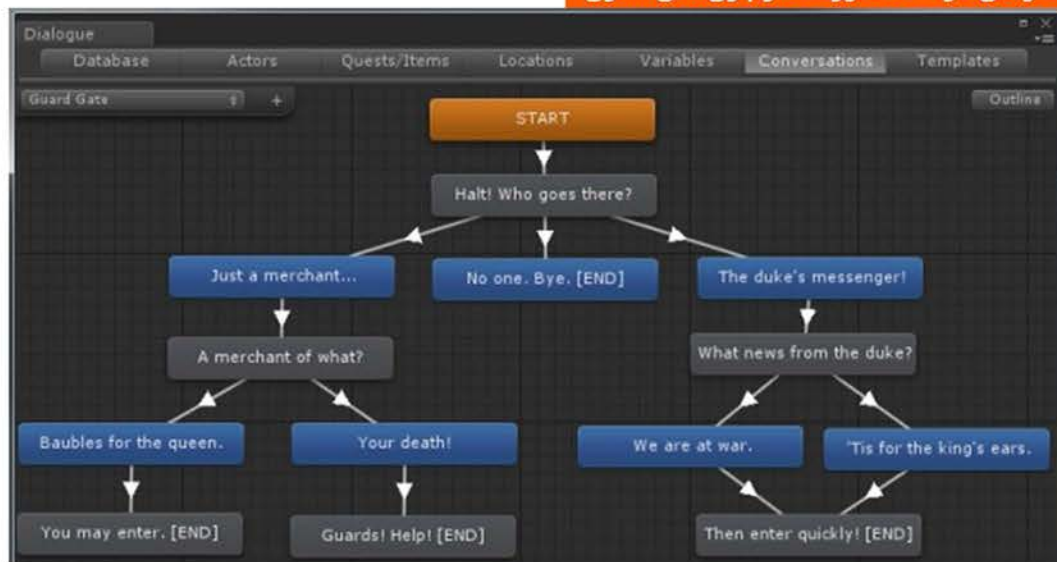 Dialogue
Database Actors Quests/Items Locations Variables Conversations Templates
Guard Gate + Outline
START
Halt! Who goes there?
Just a merchant... No one. Bye. [END] The duke's messenger!
A merchant of what? What news from the duke?
Baubles for the queen. Your death! We are at war. 'Tis for the king's ears.
You may enter. [END] Guards! Help! [END] Then enter quickly! [END]